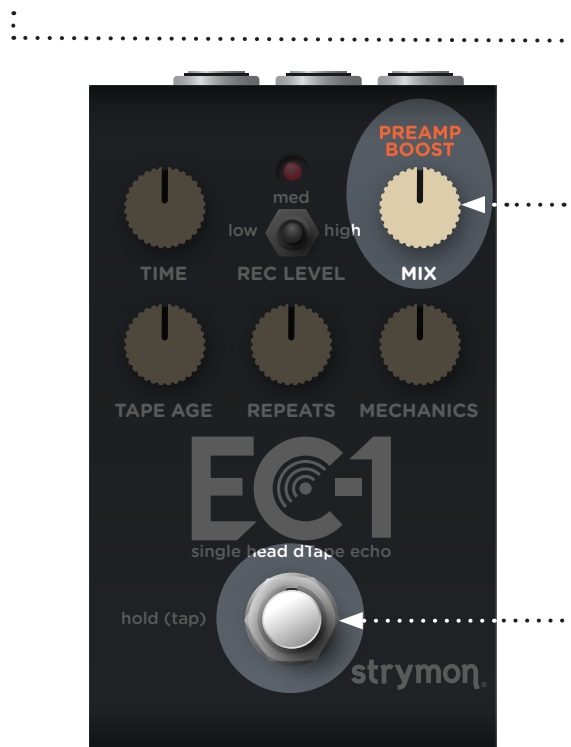 PREAMP
BOOST
med
low high
TIME
REC LEVEL
MIX
TAPE AGE
REPEATS
MECHANICS
EC-1
single head dTape echo
hold (tap)
strymon®